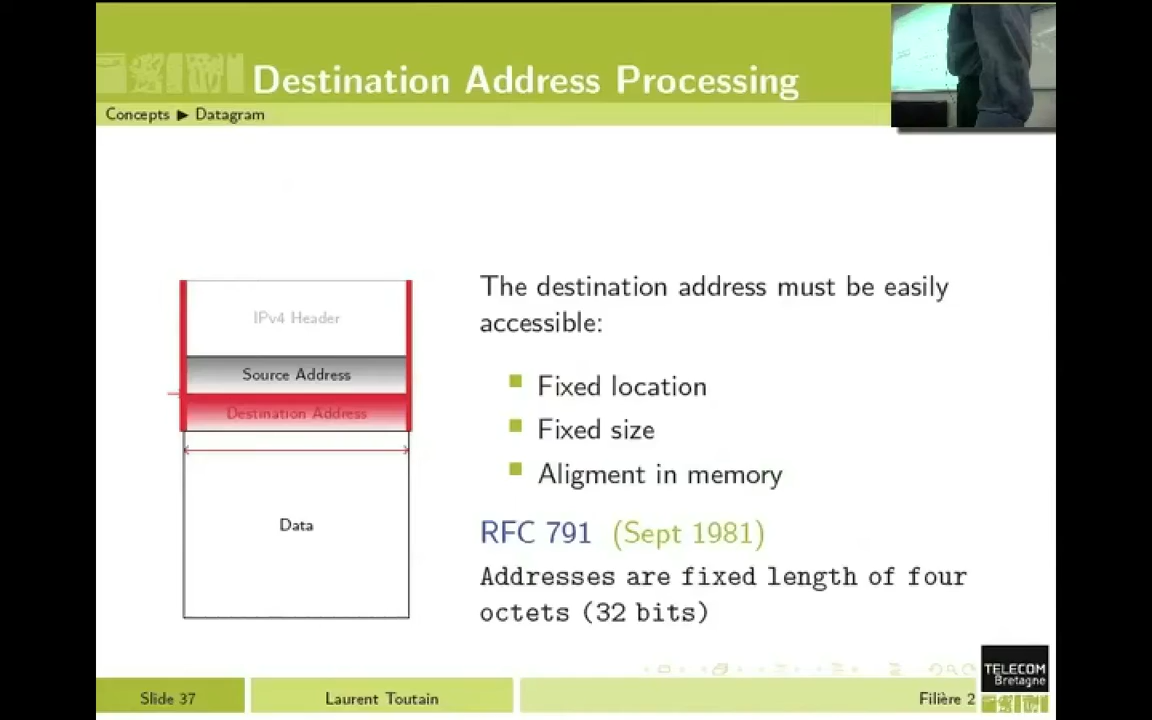 Destination Address Processing
Concepts ▶ Datagram
IPv4 Header
Source Address
Destination Address
Data
The destination address must be easily
accessible:
Fixed location
Fixed size
Aligment in memory
RFC 791 (Sept 1981)
Addresses are fixed length of four
octets (32 bits)
TELECOM
Bretagne
Slide 37
Laurent Toutain
Filière 2